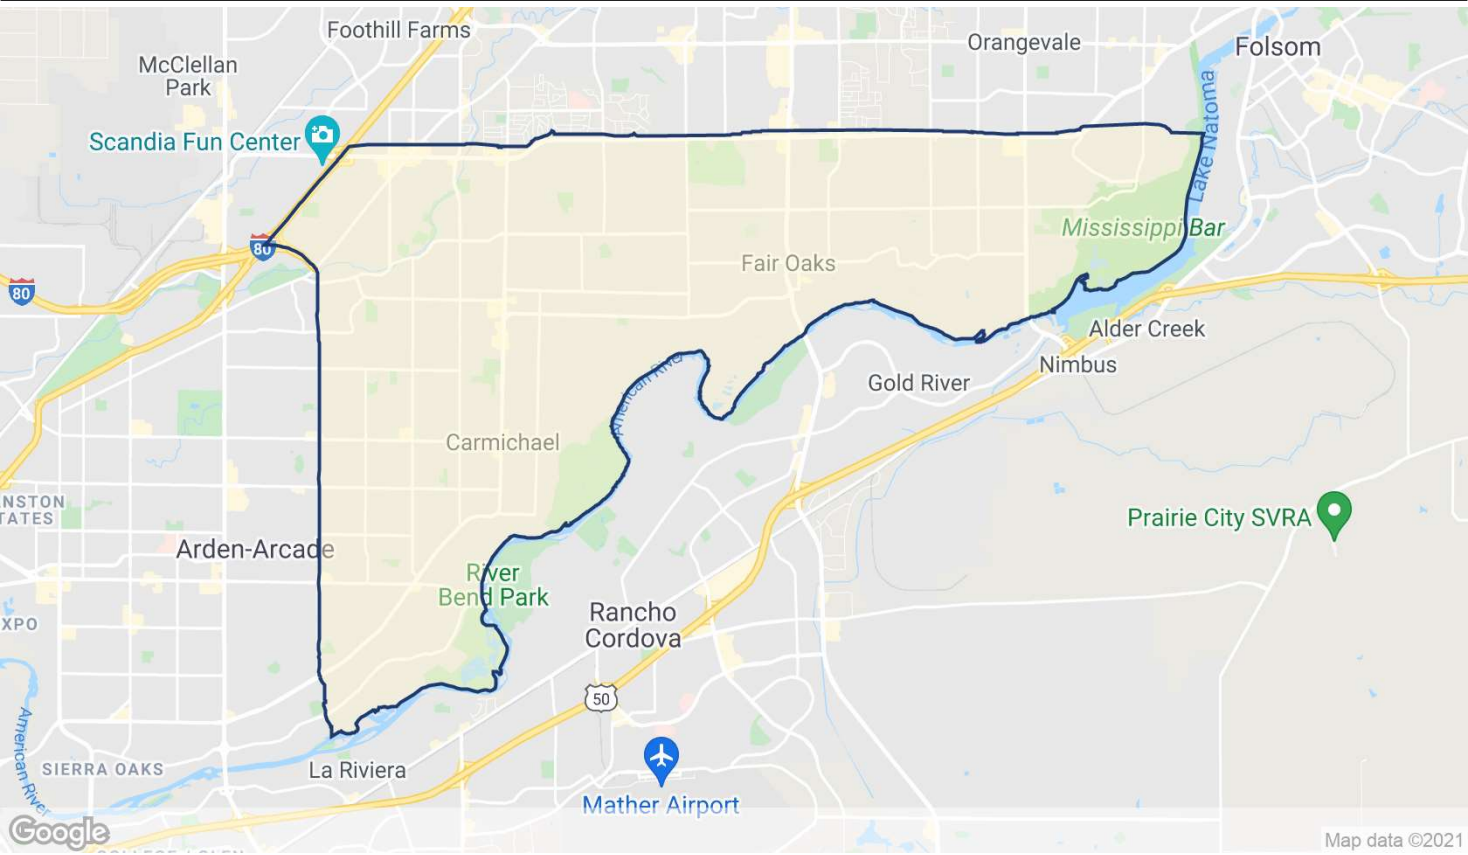 Foothill Farms
Orangevale
Folsom
McClellan
Park
Scandia Fun Center
Lake Natoma
Mississippi Bar
80
Fair Oaks
80
Alder Creek
Nimbus
American River
Gold River
Carmichael
NSTON
TATES
Prairie City SVRA
Arden-Arcade
River
Bend Park
XPO
Rancho
Cordova
50
American River
SIERRA OAKS
La Riviera
Mather Airport
Google
Map data ©2021